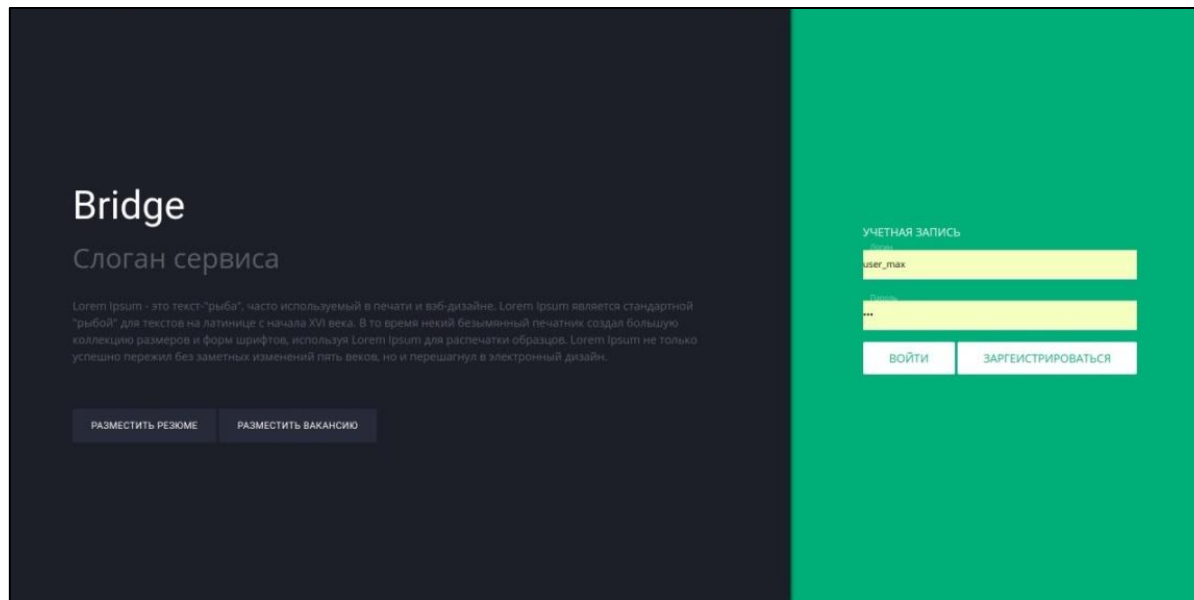 Bridge
Слоган сервиса
Lorem Ipsum - это текст-"рыба", часто используемый в печати и вэб-дизайне. Lorem Ipsum является стандартной
"рыбой" для текстов на латинице с начала XVI века. В то время некий безымянный печатник создал большую
коллекцию размеров и форм шрифтов, используя Lorem Ipsum для распечатки образцов. Lorem Ipsum не только
успешно пережил без заметных изменений пять веков, но и перешагнул в электронный дизайн.
РАЗМЕСТИТЬ РЕЗЮМЕ РАЗМЕСТИТЬ ВАКАНСИЮ
УЧЕТНАЯ ЗАПИСЬ
Логин
user_max
Пароль
•••
ВОЙТИ ЗАРГЕИСТРИРОВАТЬСЯ